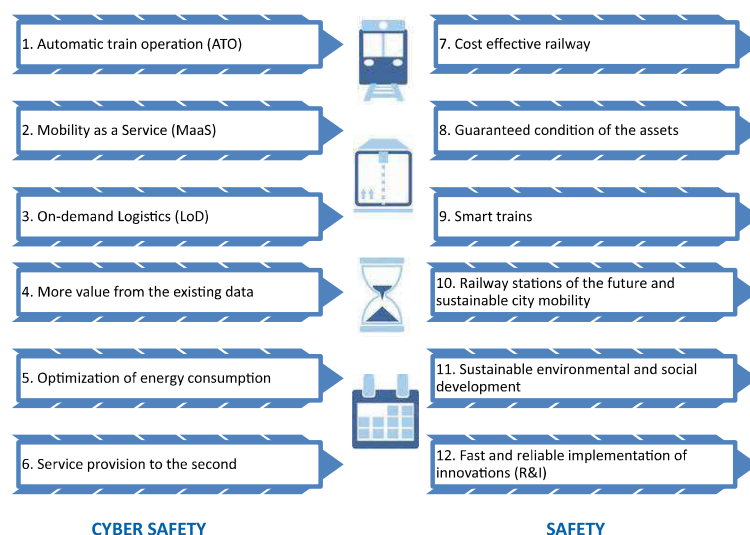 1. Automatic train operation (ATO)
2. Mobility as a Service (MaaS)
3. On-demand Logistics (LoD)
4. More value from the existing data
5. Optimization of energy consumption
6. Service provision to the second
CYBER SAFETY
7. Cost effective railway
8. Guaranteed condition of the assets
9. Smart trains
10. Railway stations of the future and
sustainable city mobility
11. Sustainable environmental and social
development
12. Fast and reliable implementation of
innovations (R&I)
SAFETY